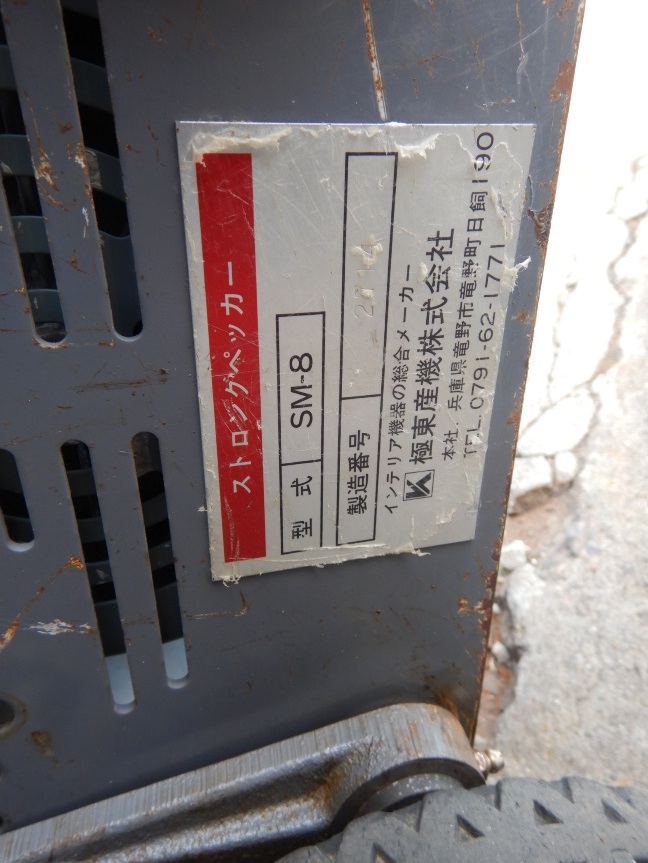 ストロングペッカー
型式 SM-8
製造番号
インテリア機器の総合メーカー
極東産機株式会社
本社．兵庫県竜野市竜野町日飼190
TEL.0791-62-1771